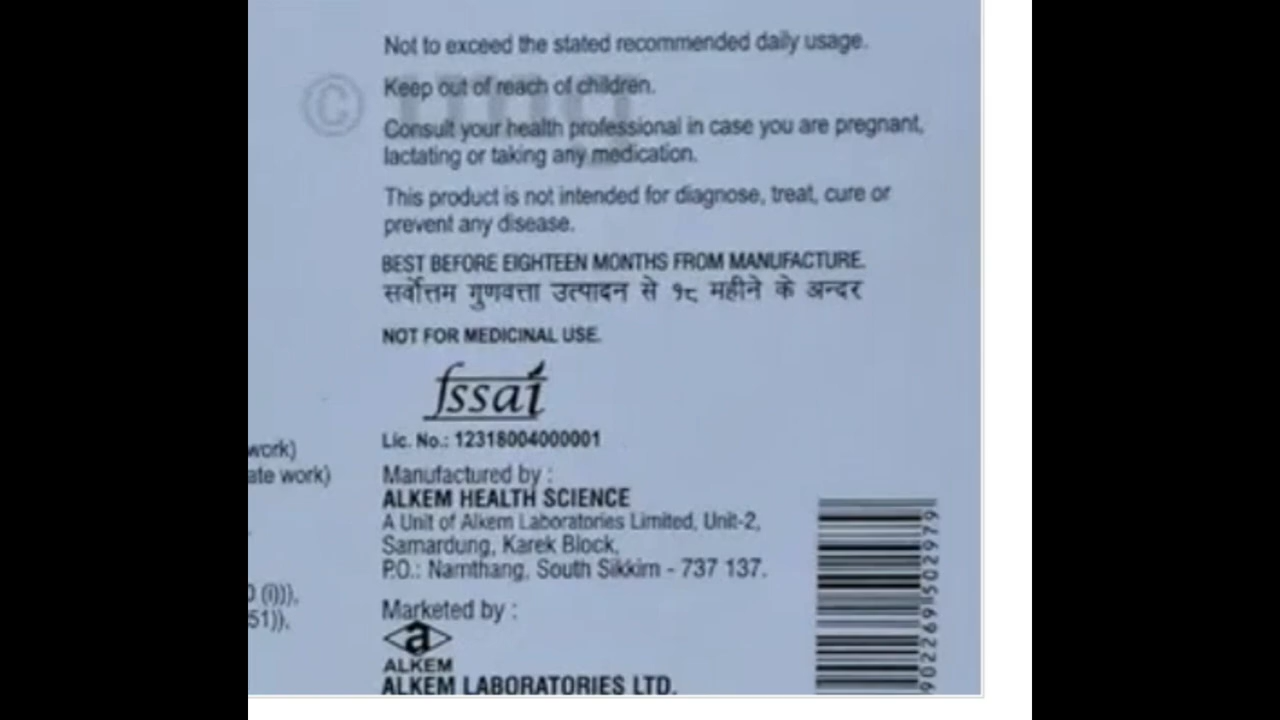 Not to exceed the stated recommended daily usage.
Keep out of reach of children.
Consult your health professional in case you are pregnant,
lactating or taking any medication.
This product is not intended for diagnose, treat, cure or
prevent any disease.
BEST BEFORE EIGHTEEN MONTHS FROM MANUFACTURE.
सर्वोत्तम गुणवत्ता उत्पादन से १८ महीने के अन्दर
NOT FOR MEDICINAL USE.
fssai
Lic. No.: 12318004000001
work)
ate work)
Manufactured by :
ALKEM HEALTH SCIENCE
A Unit of Alkem Laboratories Limited, Unit-2,
Samardung, Karek Block,
P.O.: Namthang, South Sikkim - 737 137.
(i))),
51)).
Marketed by :
a
ALKEM
ALKEM LABORATORIES LTD.
9022691502979